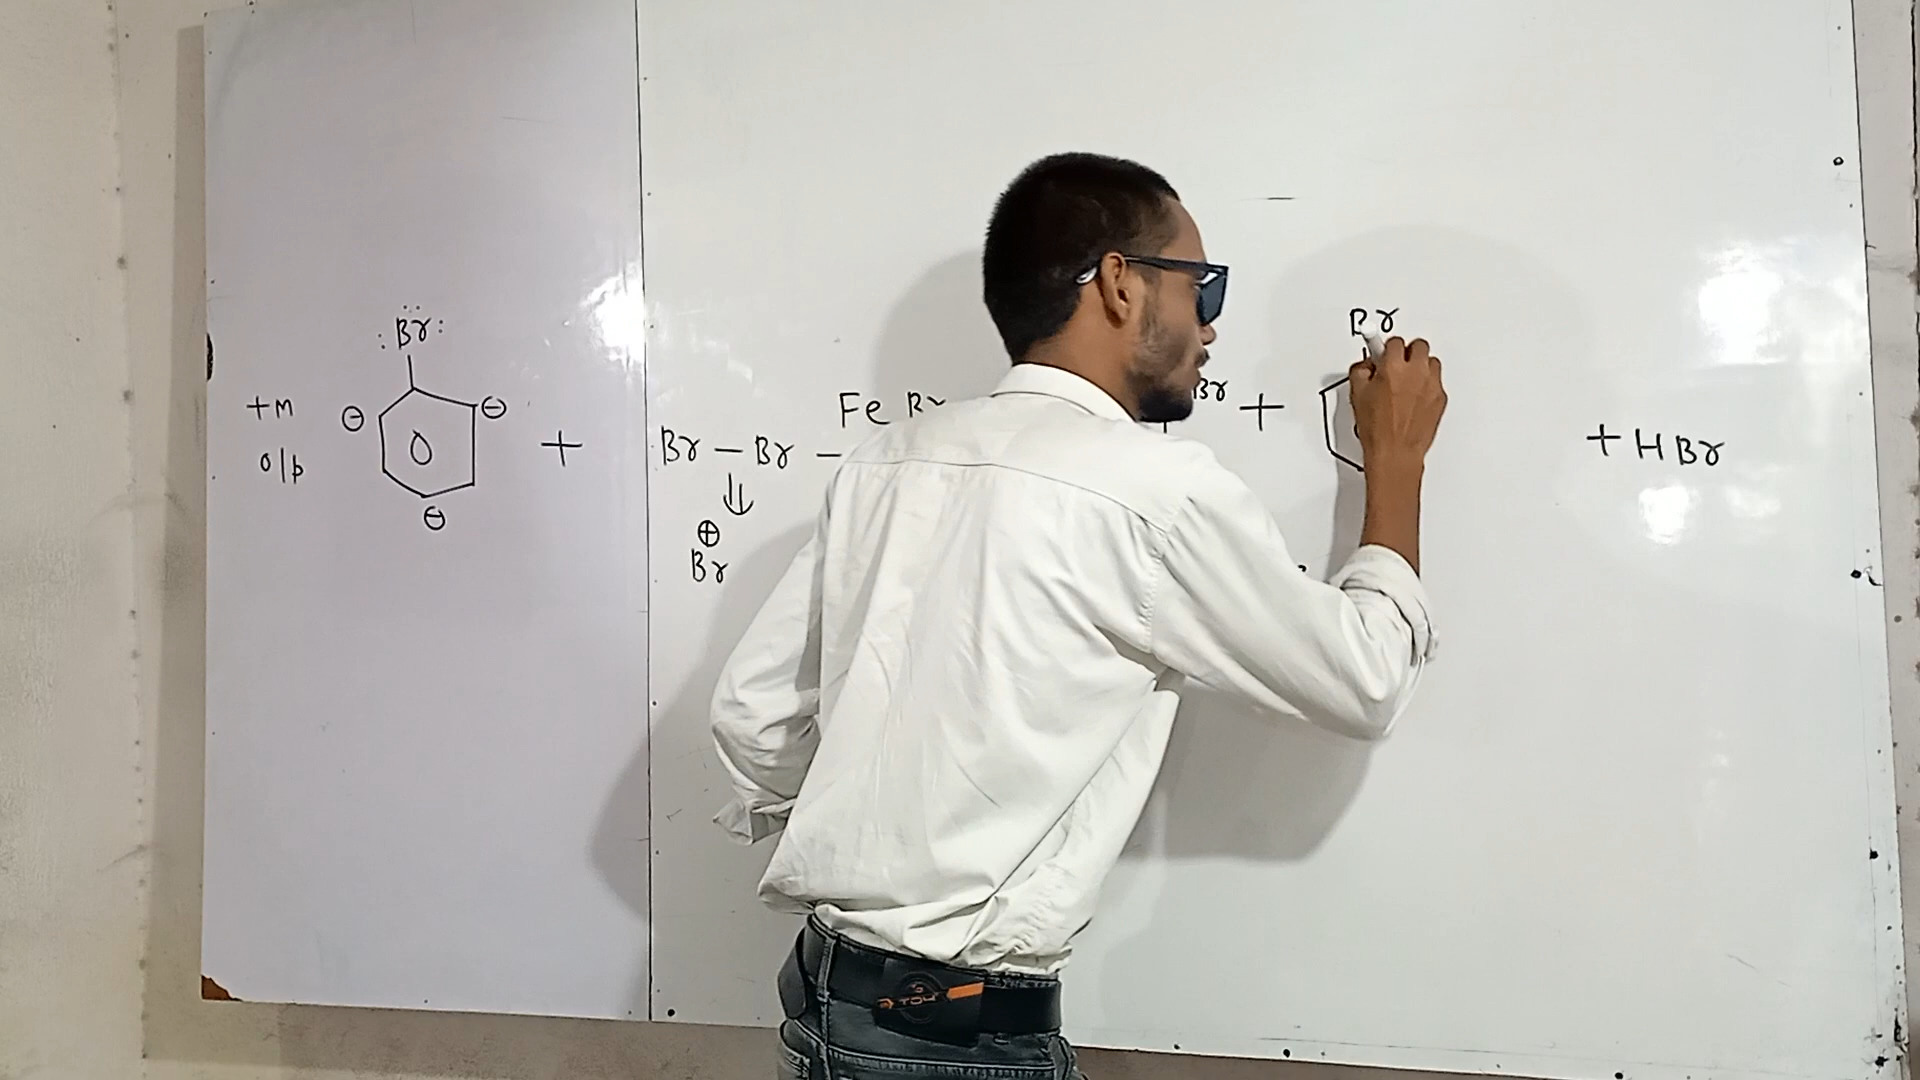 :B̈r:
+m
o/p
⊖ ⊖
⊖
+
Br — Br —
⊕
Br
Fe Br
Br +
Br
+ HBr